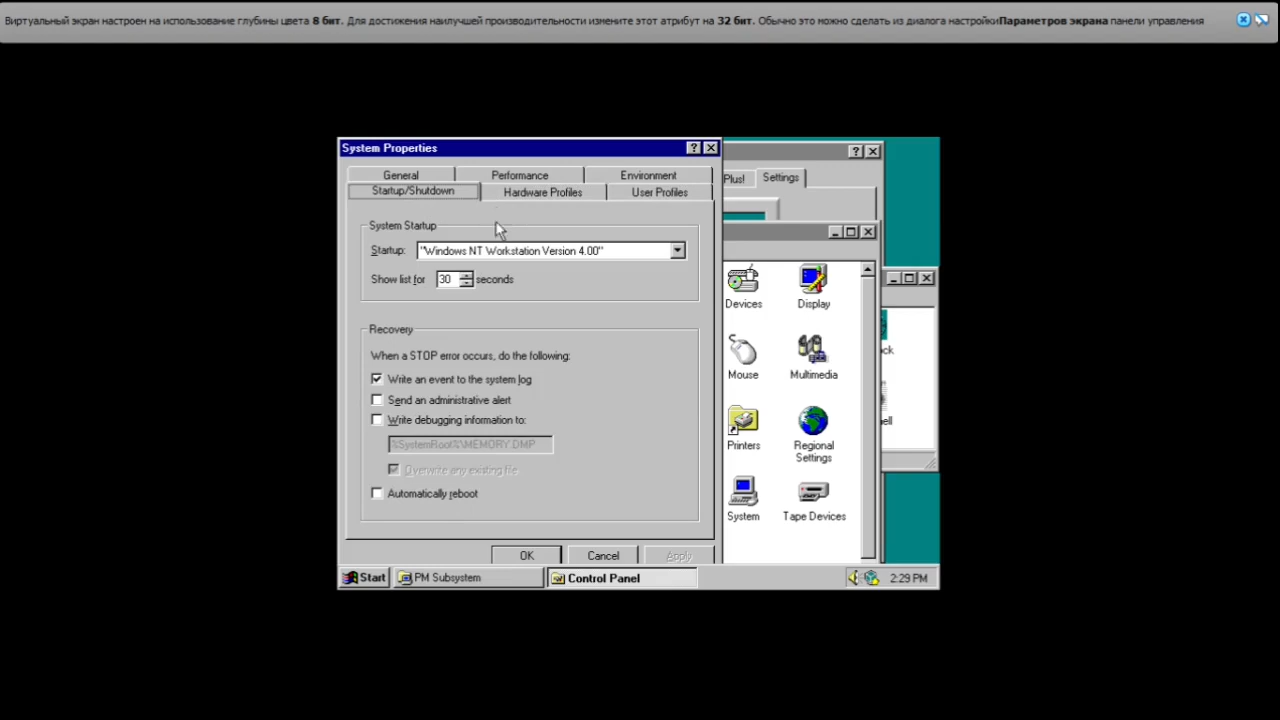 Виртуальный экран настроен на использование глубины цвета 8 бит. Для достижения наилучшей производительности измените этот атрибут на 32 бит. Обычно это можно сделать из диалога настройкиПараметров экрана панели управления
System Properties
Plus!
Settings
General
Performance
Environment
Startup/Shutdown
Hardware Profiles
User Profiles
System Startup
Startup:
"Windows NT Workstation Version 4.00"
Show list for
30
seconds
Recovery
When a STOP error occurs, do the following:
Write an event to the system log
Send an administrative alert
Write debugging information to:
%SystemRoot%\MEMORY.DMP
Overwrite any existing file
Automatically reboot
OK
Cancel
Apply
Devices
Display
Mouse
Multimedia
Printers
Regional
Settings
System
Tape Devices
ock
ell
Start
PM Subsystem
Control Panel
2:29 PM